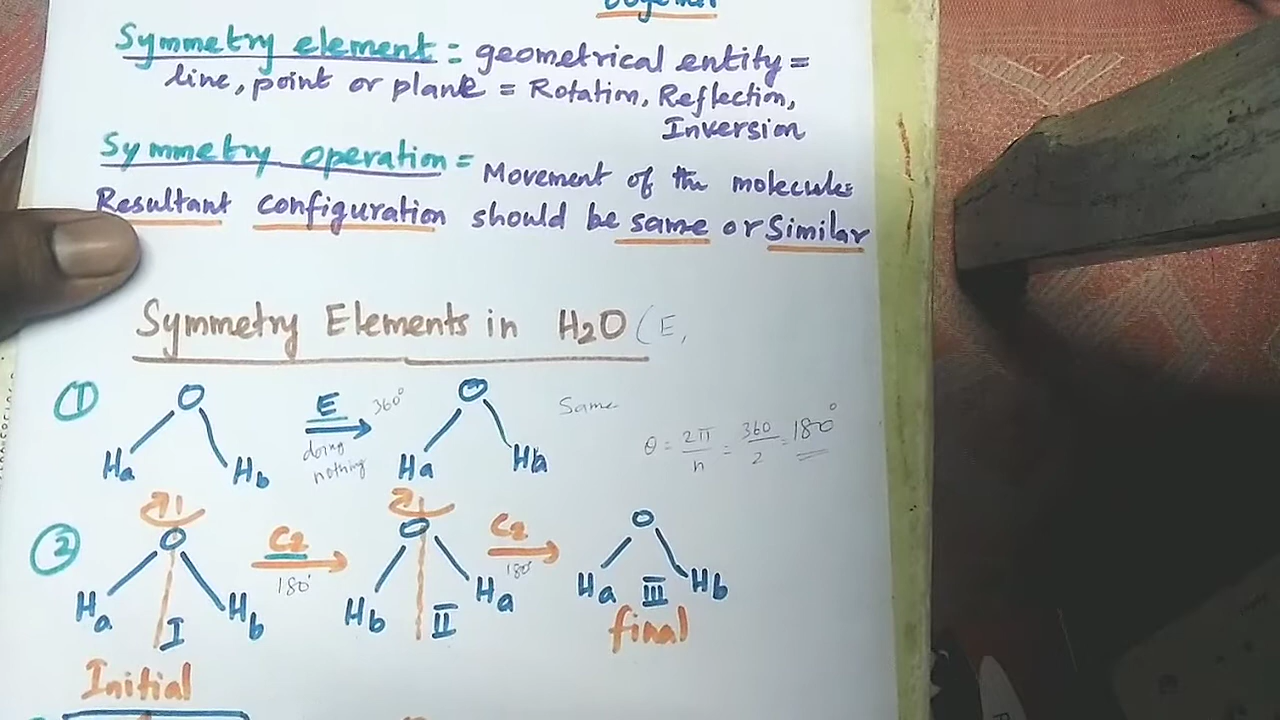 together
Symmetry element = geometrical entity =
line, point or plane = Rotation, Reflection,
Inversion
Symmetry operation = Movement of the molecules
Resultant configuration should be same or Similar
Symmetry Elements in H2O (E,
① O E 360° O Same
doing nothing
Ha Hb Ha Hb
θ = 2π/n = 360/2 = 180°
② O C2 O C2 O
180° 180°
Ha Hb Hb Ha Ha Hb
I II III
Initial final